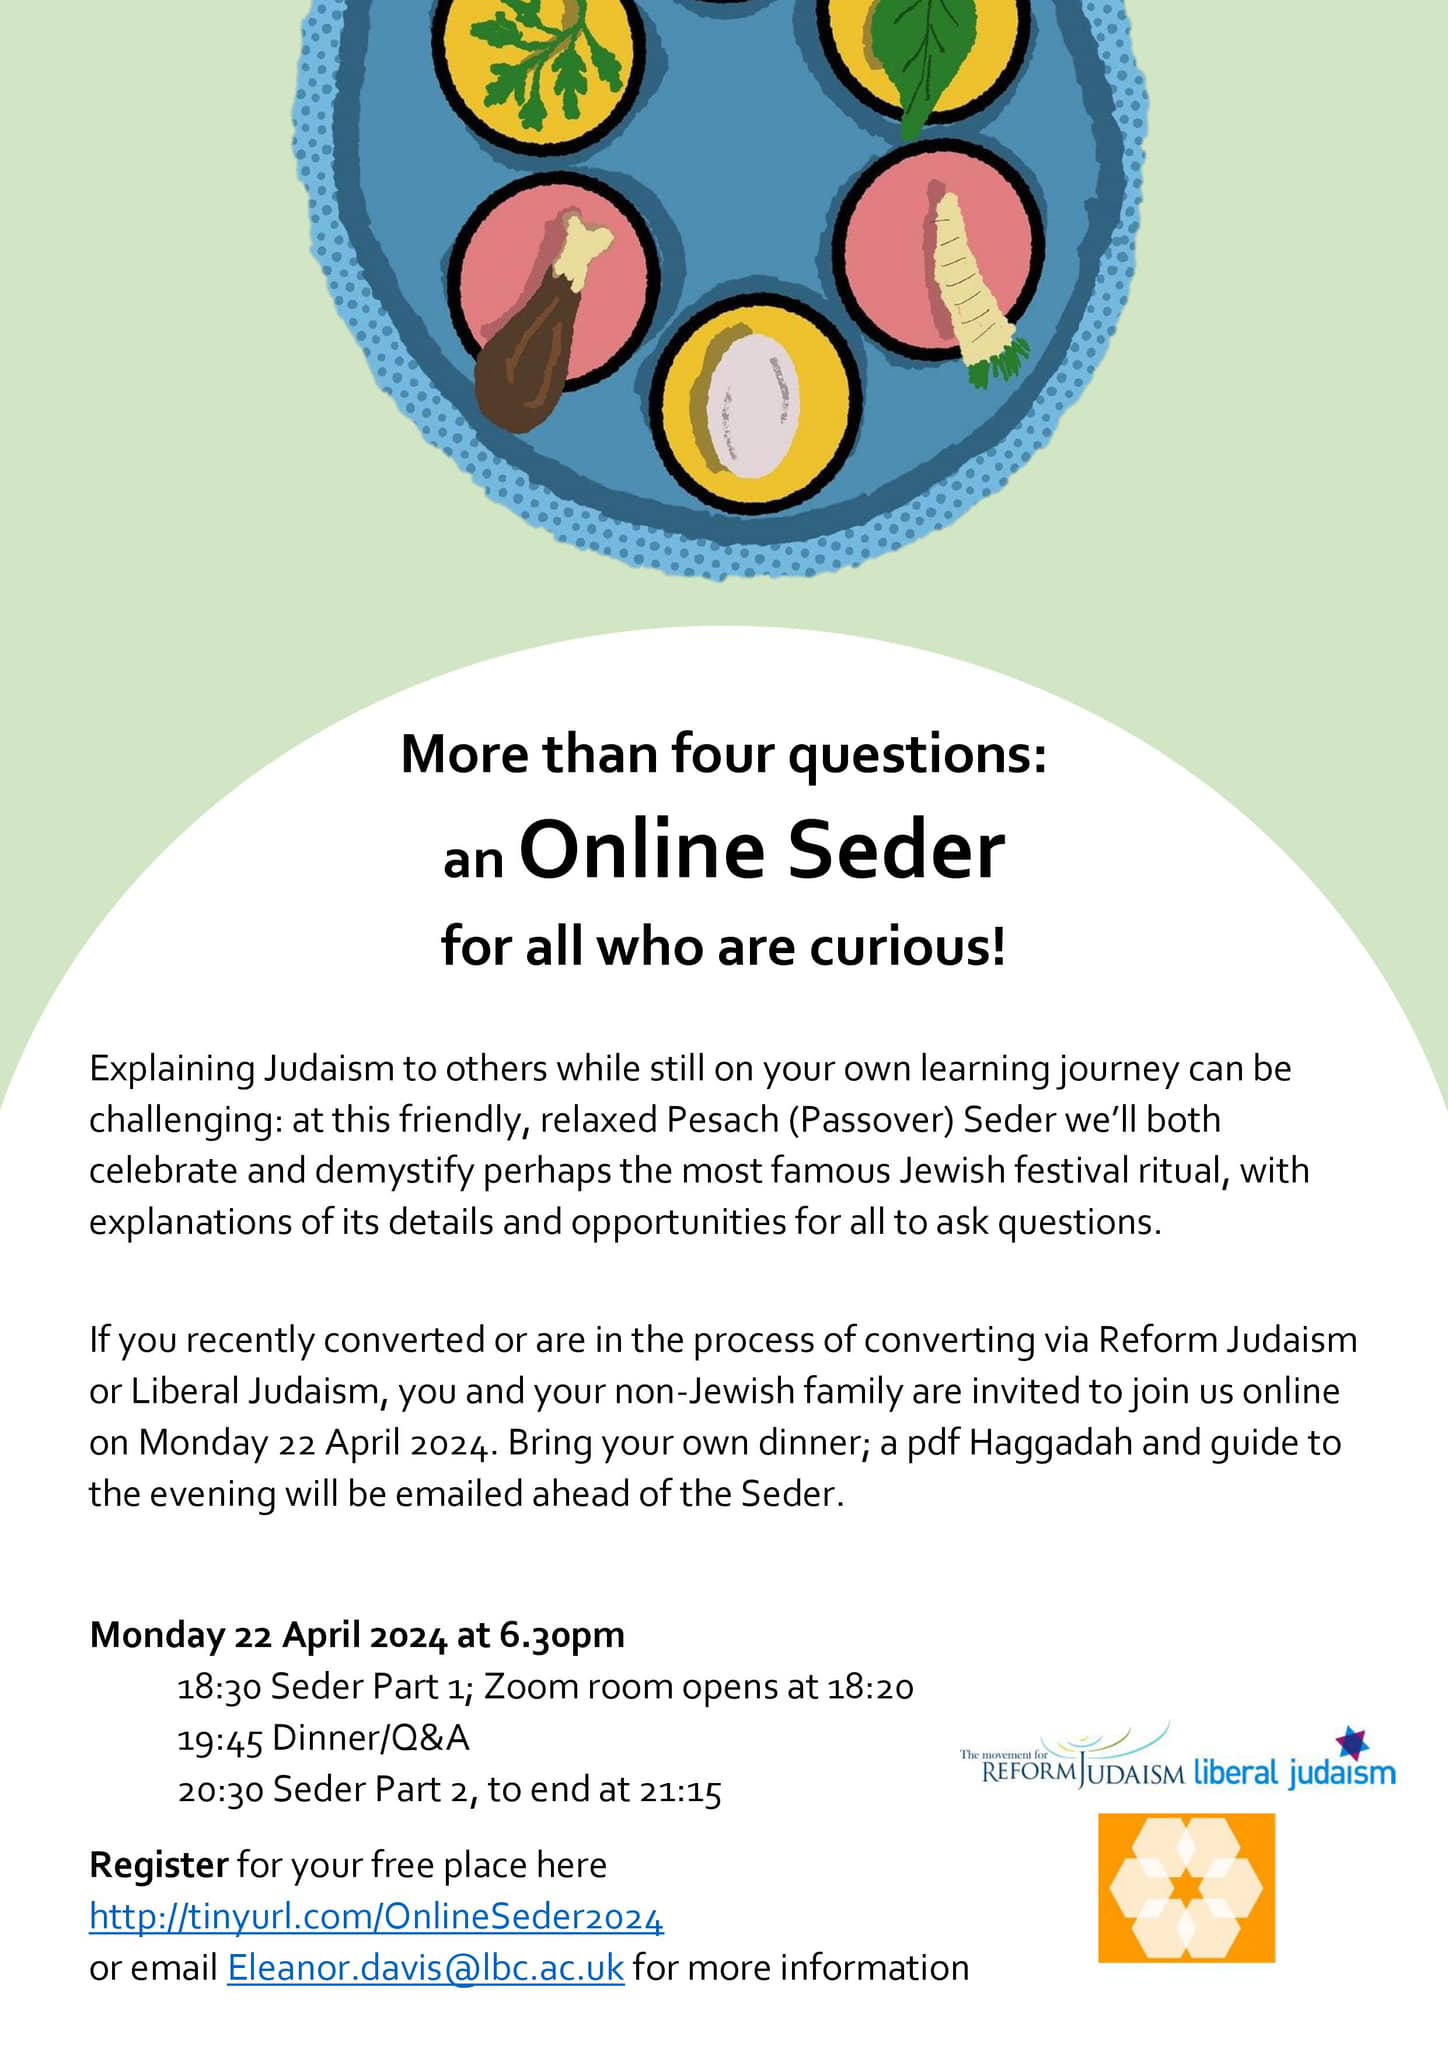 More than four questions:
an Online Seder
for all who are curious!
Explaining Judaism to others while still on your own learning journey can be
challenging: at this friendly, relaxed Pesach (Passover) Seder we’ll both
celebrate and demystify perhaps the most famous Jewish festival ritual, with
explanations of its details and opportunities for all to ask questions.
If you recently converted or are in the process of converting via Reform Judaism
or Liberal Judaism, you and your non-Jewish family are invited to join us online
on Monday 22 April 2024. Bring your own dinner; a pdf Haggadah and guide to
the evening will be emailed ahead of the Seder.
Monday 22 April 2024 at 6.30pm
18:30 Seder Part 1; Zoom room opens at 18:20
19:45 Dinner/Q&A
20:30 Seder Part 2, to end at 21:15
The movement for
REFORM JUDAISM
liberal judaism
Register for your free place here
http://tinyurl.com/OnlineSeder2024
or email Eleanor.davis@lbc.ac.uk for more information